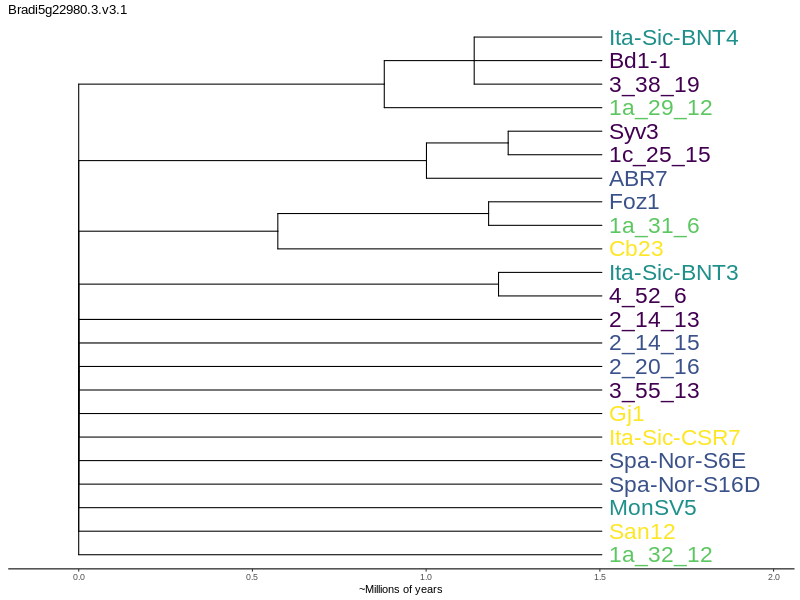 Bradi5g22980.3.v3.1
Ita-Sic-BNT4
Bd1-1
3_38_19
1a_29_12
Syv3
1c_25_15
ABR7
Foz1
1a_31_6
Cb23
Ita-Sic-BNT3
4_52_6
2_14_13
2_14_15
2_20_16
3_55_13
Gj1
Ita-Sic-CSR7
Spa-Nor-S6E
Spa-Nor-S16D
MonSV5
San12
1a_32_12
0.0 0.5 1.0 1.5 2.0
~Millions of years